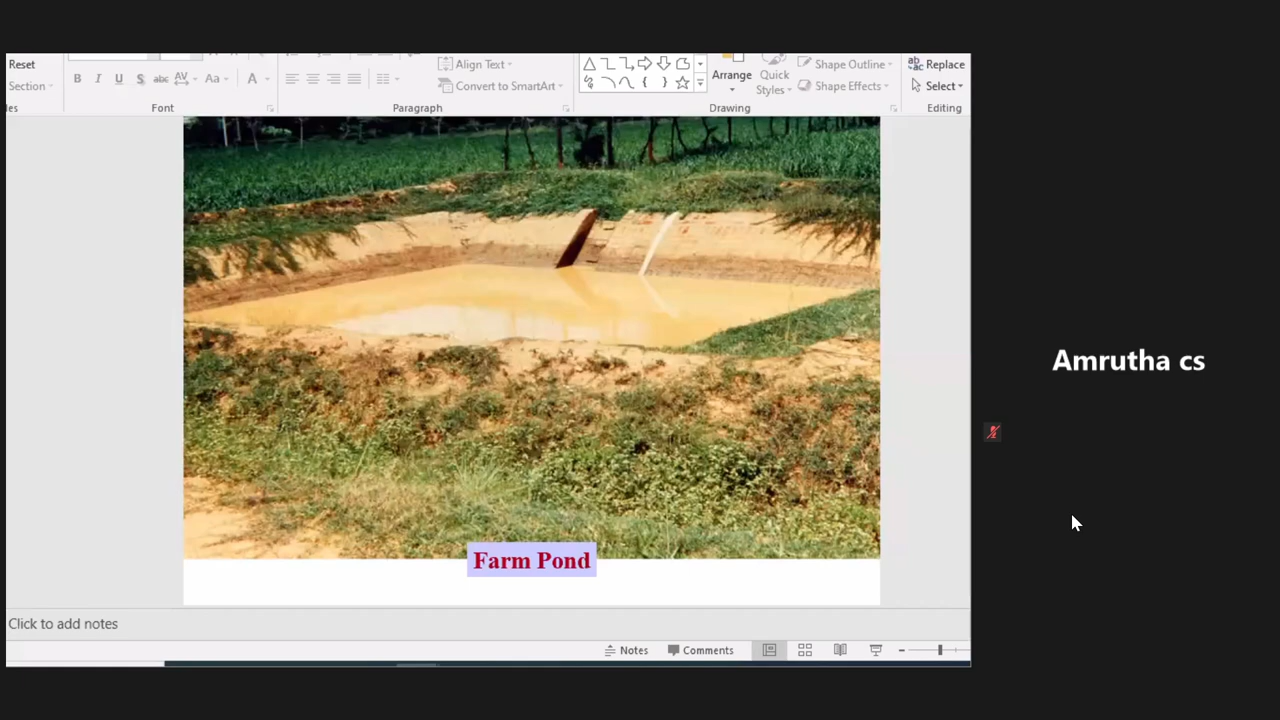 Reset
Section
les
B I U S abc AV Aa A
Font
Paragraph
Align Text
Convert to SmartArt
Arrange
Quick
Styles
Shape Outline
Shape Effects
Drawing
Replace
Select
Editing
Farm Pond
Click to add notes
Notes
Comments
Amrutha cs